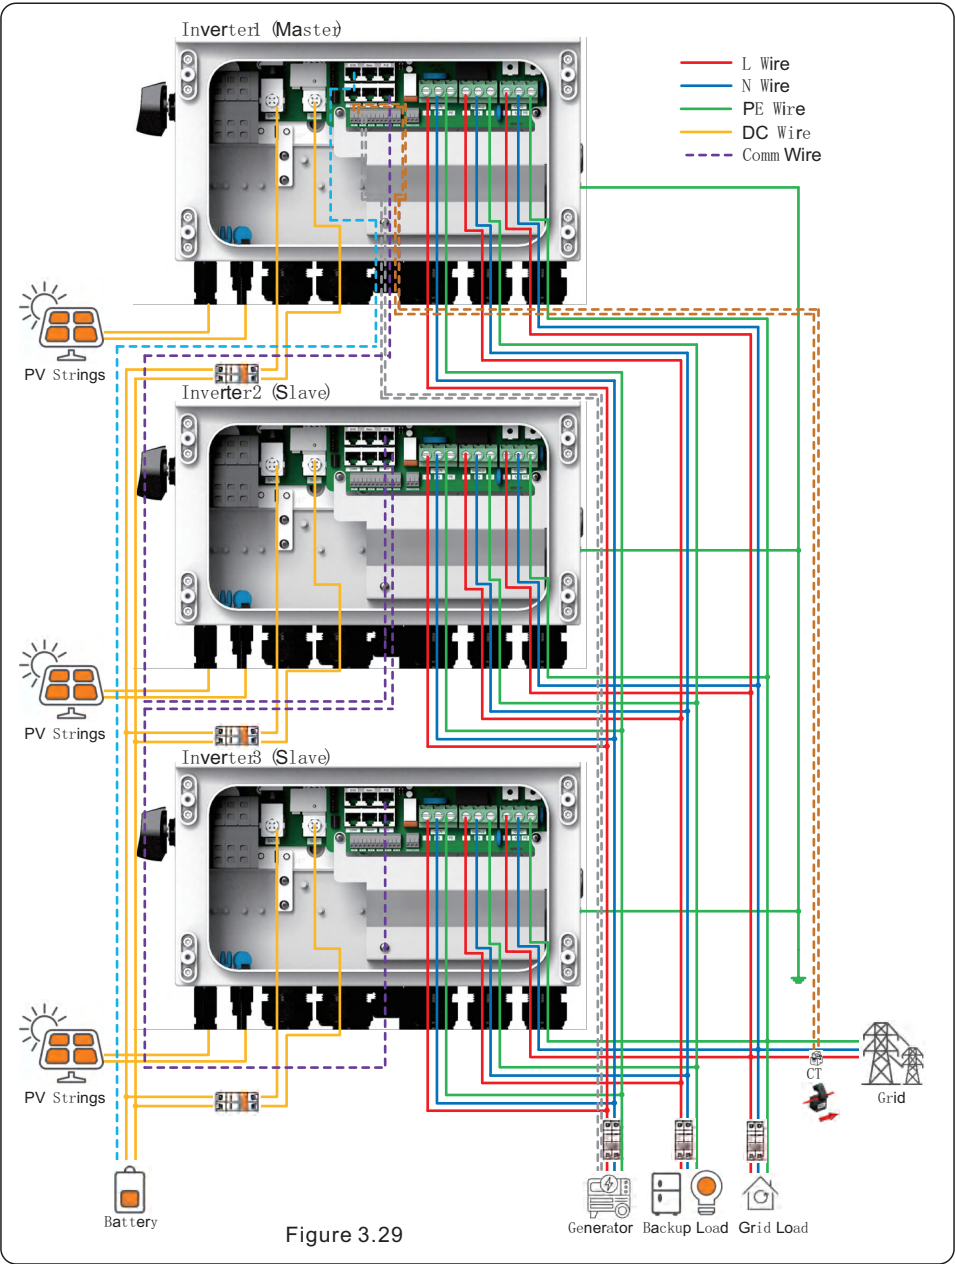 Inverter1 (Master)
L Wire
N Wire
PE Wire
DC Wire
Comm Wire
PV Strings
Inverter2 (Slave)
PV Strings
Inverter3 (Slave)
PV Strings
CT
Grid
Battery
Generator
Backup Load
Grid Load
Figure 3.29